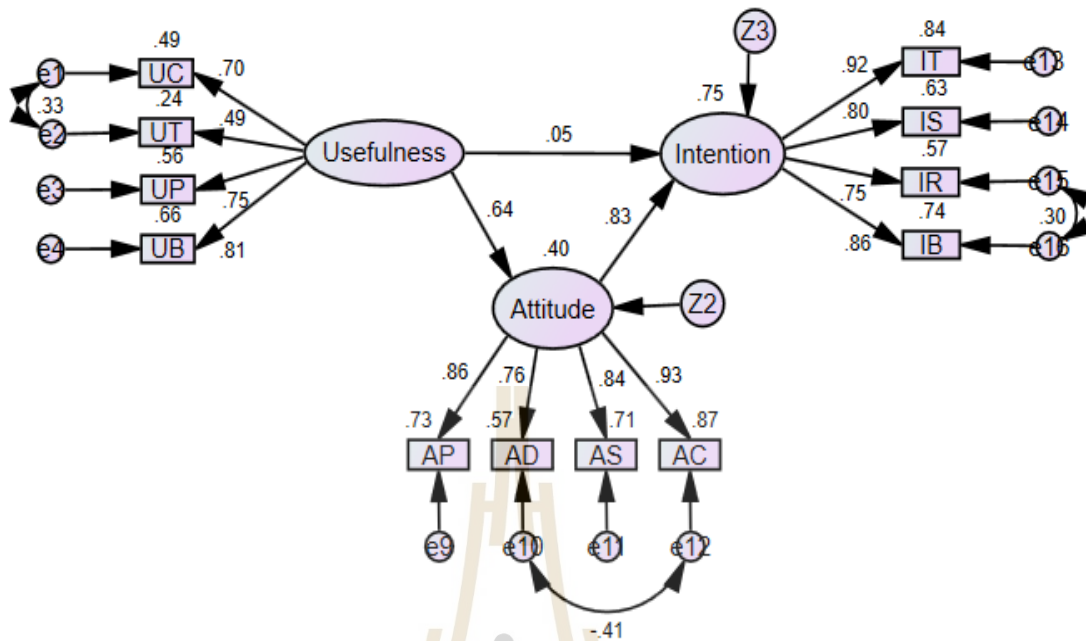 Z3
.49
.84
e1
UC
.70
.75
.92
IT
e13
.33
.24
.63
e2
UT
.49
.80
IS
e14
.56
Usefulness
.05
Intention
.57
e3
UP
.75
.75
IR
e15
.66
.64
.83
.74
.30
e4
UB
.81
.86
IB
e16
.40
Attitude
Z2
.86
.76
.84
.93
.73
.57
.71
.87
AP
AD
AS
AC
e9
e10
e11
e12
-.41